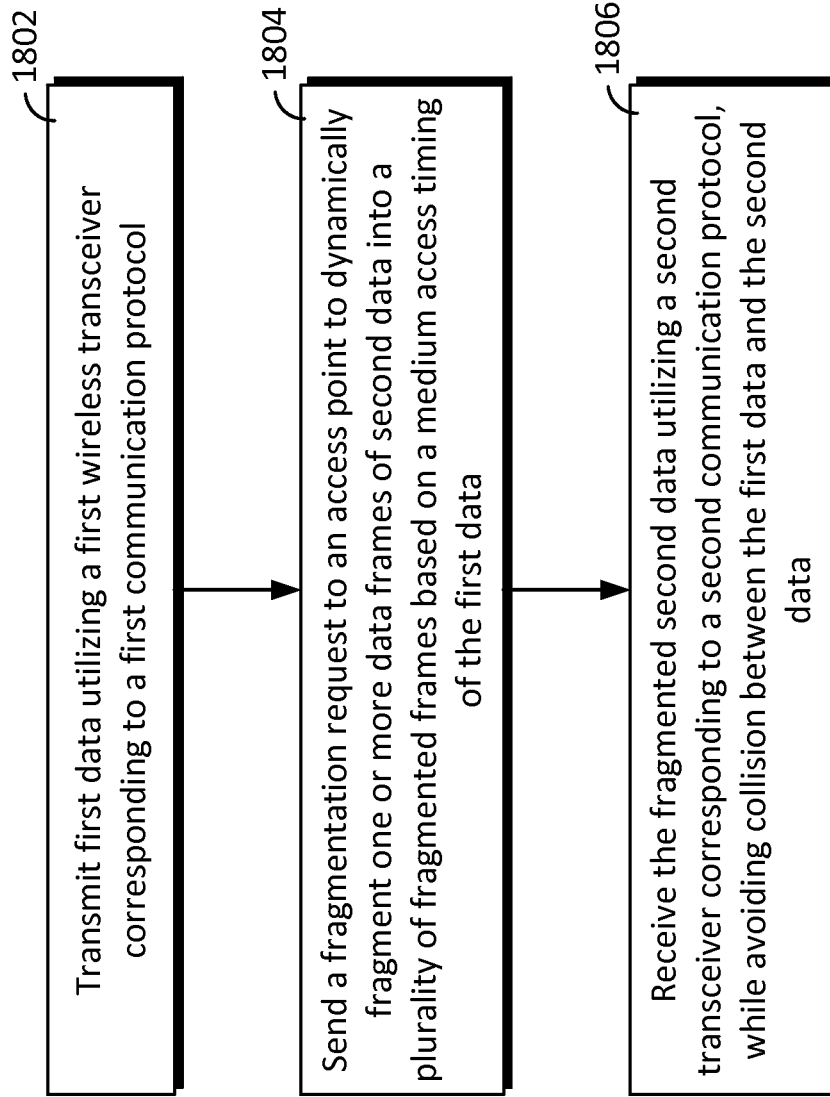 1802
Transmit first data utilizing a first wireless transceiver
corresponding to a first communication protocol
1804
Send a fragmentation request to an access point to dynamically
fragment one or more data frames of second data into a
plurality of fragmented frames based on a medium access timing
of the first data
1806
Receive the fragmented second data utilizing a second
transceiver corresponding to a second communication protocol,
while avoiding collision between the first data and the second
data